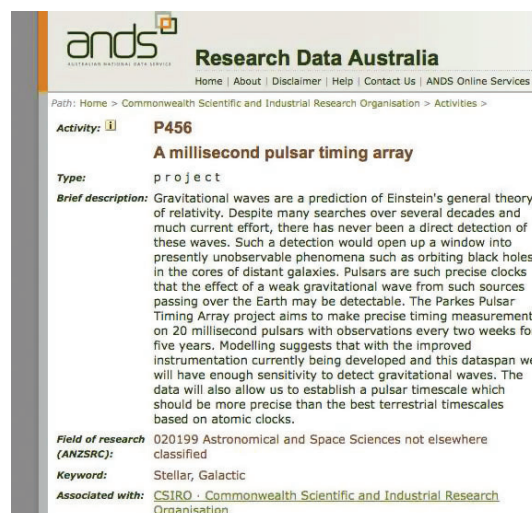 ands
AUSTRALIAN NATIONAL DATA SERVICE
Research Data Australia
Home | About | Disclaimer | Help | Contact Us | ANDS Online Services
Path: Home > Commonwealth Scientific and Industrial Research Organisation > Activities >
Activity: i P456
A millisecond pulsar timing array
Type: project
Brief description: Gravitational waves are a prediction of Einstein's general theory
of relativity. Despite many searches over several decades and
much current effort, there has never been a direct detection of
these waves. Such a detection would open up a window into
presently unobservable phenomena such as orbiting black holes
in the cores of distant galaxies. Pulsars are such precise clocks
that the effect of a weak gravitational wave from such sources
passing over the Earth may be detectable. The Parkes Pulsar
Timing Array project aims to make precise timing measurement
on 20 millisecond pulsars with observations every two weeks fo
five years. Modelling suggests that with the improved
instrumentation currently being developed and this dataspan we
will have enough sensitivity to detect gravitational waves. The
data will also allow us to establish a pulsar timescale which
should be more precise than the best terrestrial timescales
based on atomic clocks.
Field of research 020199 Astronomical and Space Sciences not elsewhere
(ANZSRC): classified
Keyword: Stellar, Galactic
Associated with: CSIRO - Commonwealth Scientific and Industrial Research
Organisation